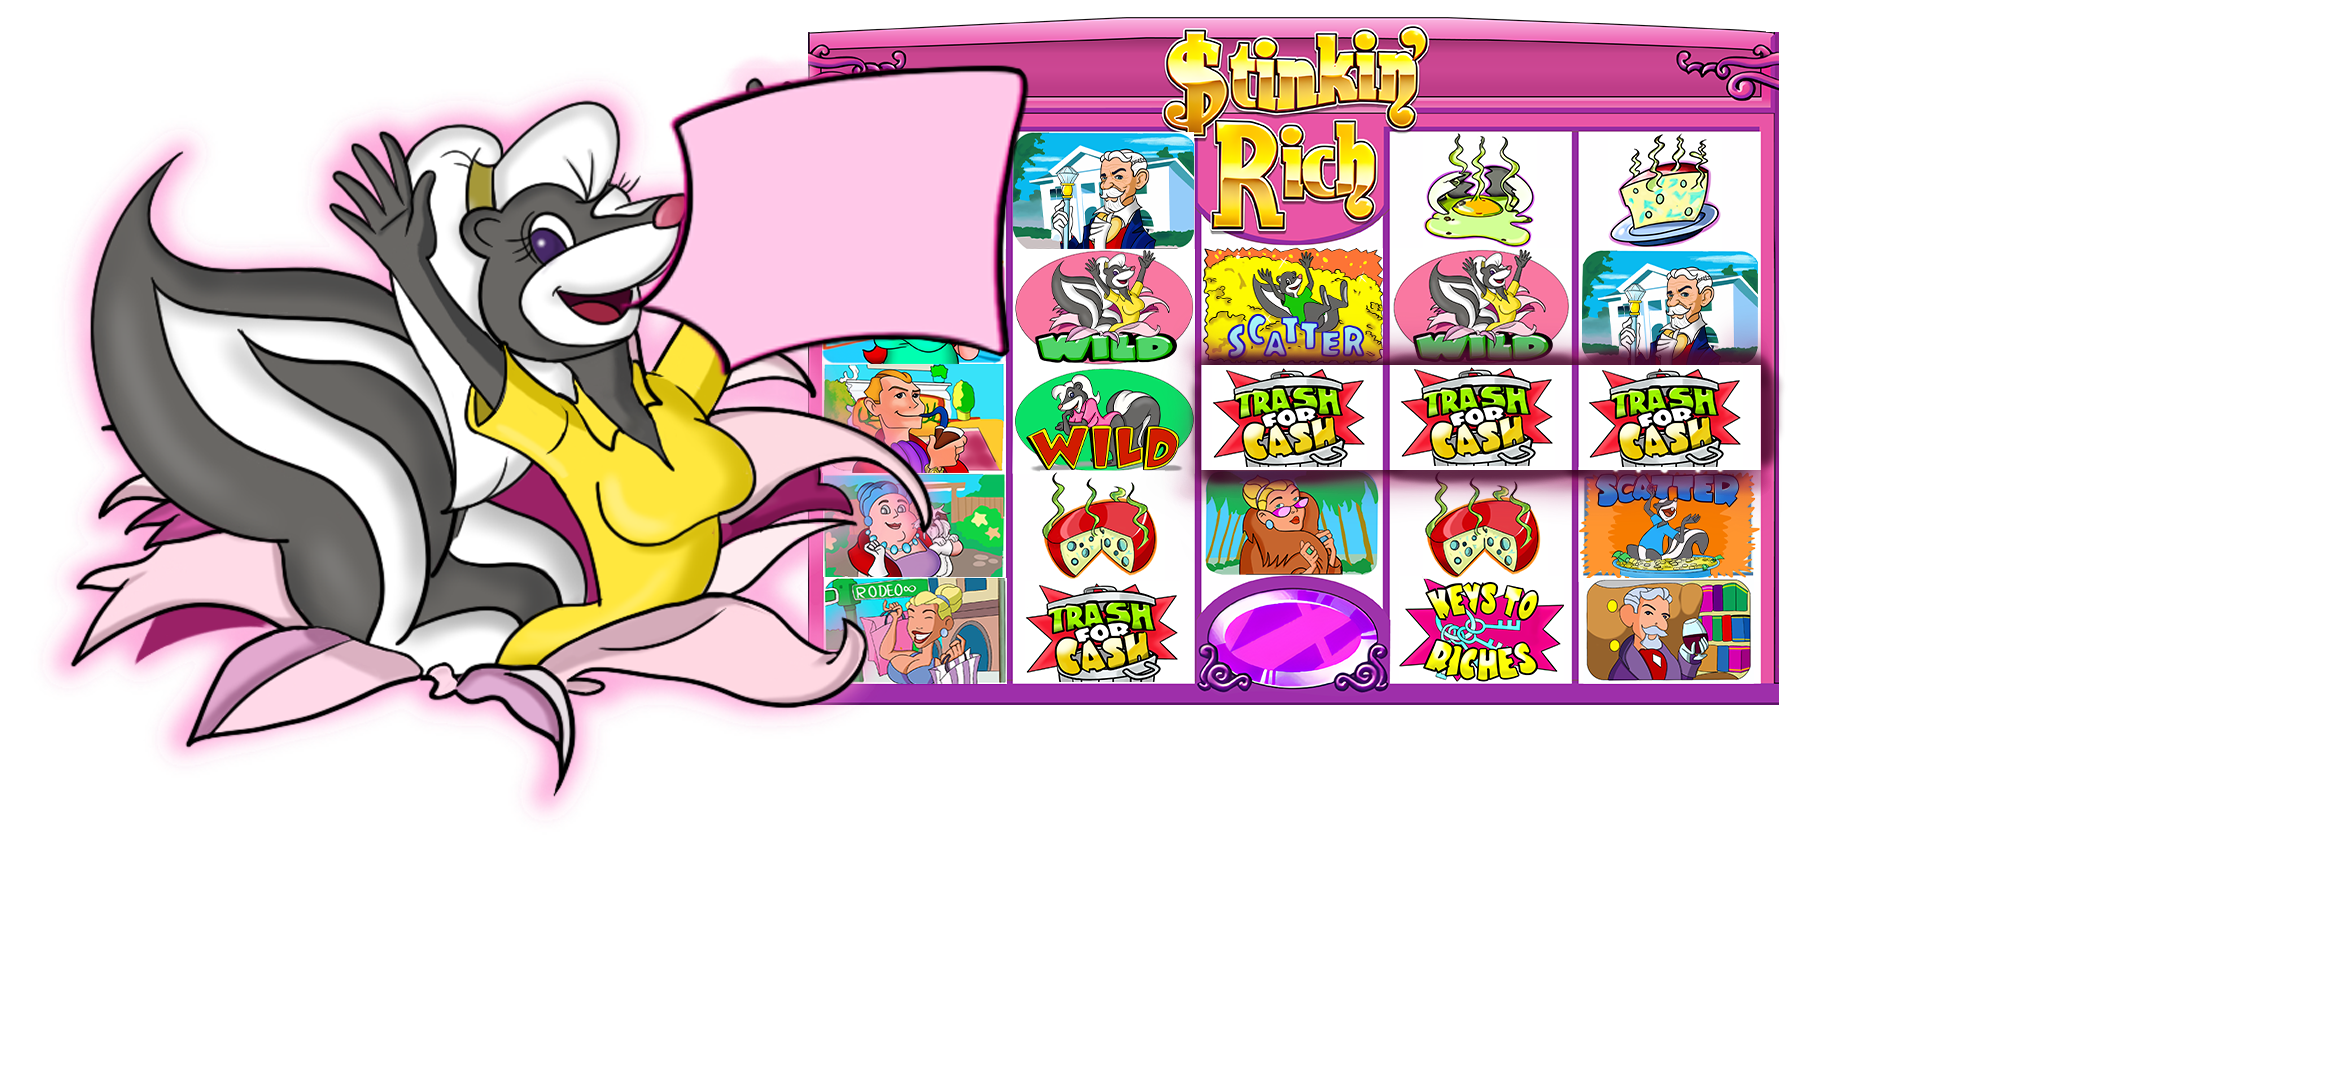 $tinkin'
Rich
WILD
SCATTER
WILD
WILD
TRASH
FOR
CASH
TRASH
FOR
CASH
TRASH
FOR
CASH
SCATTER
RODEO∞
TRASH
FOR
CASH
KEYS TO
RICHES